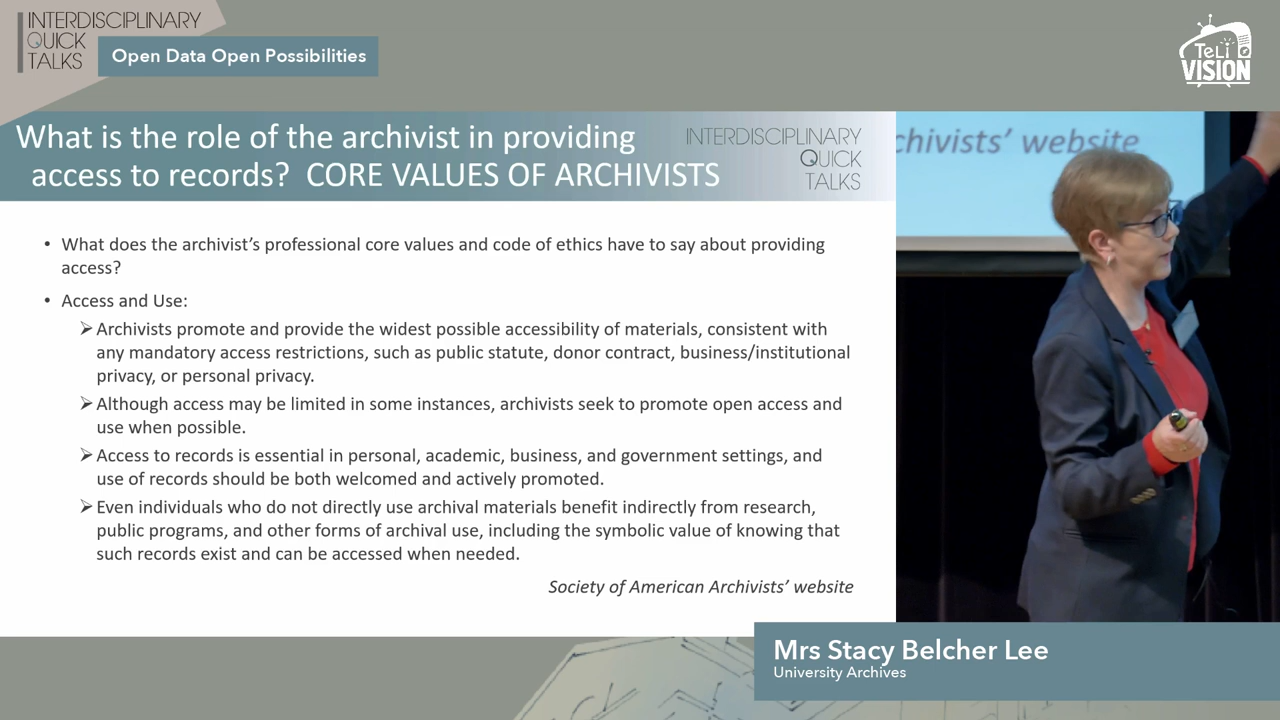 INTERDISCIPLINARY
QUICK
TALKS
Open Data Open Possibilities
TeLi
VISION
What is the role of the archivist in providing
access to records? CORE VALUES OF ARCHIVISTS
INTERDISCIPLINARY
QUICK
TALKS
chivists' website
• What does the archivist's professional core values and code of ethics have to say about providing
access?
• Access and Use:
➢ Archivists promote and provide the widest possible accessibility of materials, consistent with
any mandatory access restrictions, such as public statute, donor contract, business/institutional
privacy, or personal privacy.
➢ Although access may be limited in some instances, archivists seek to promote open access and
use when possible.
➢ Access to records is essential in personal, academic, business, and government settings, and
use of records should be both welcomed and actively promoted.
➢ Even individuals who do not directly use archival materials benefit indirectly from research,
public programs, and other forms of archival use, including the symbolic value of knowing that
such records exist and can be accessed when needed.
Society of American Archivists' website
Mrs Stacy Belcher Lee
University Archives